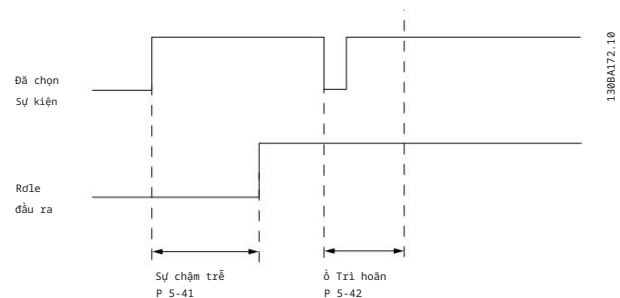 130BA172.10
Đã chọn
Sự kiện
Rơle
đầu ra
Sự chậm trễ
P 5-41
ồ Trì hoãn
P 5-42